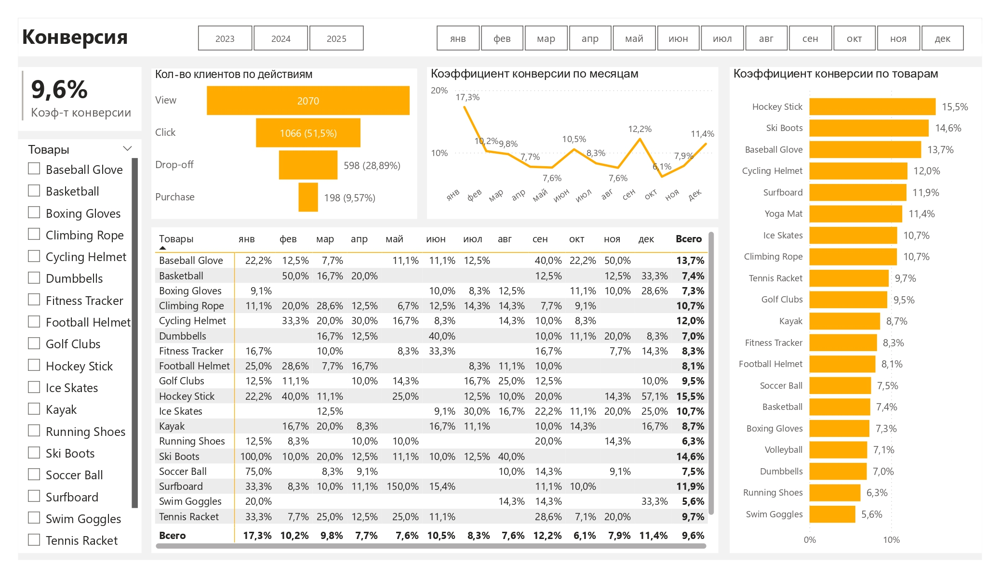 Конверсия
2023 2024 2025
янв фев мар апр май июн июл авг сен окт ноя дек
9,6%
Коэф-т конверсии
Товары
Baseball Glove
Basketball
Boxing Gloves
Climbing Rope
Cycling Helmet
Dumbbells
Fitness Tracker
Football Helmet
Golf Clubs
Hockey Stick
Ice Skates
Kayak
Running Shoes
Ski Boots
Soccer Ball
Surfboard
Swim Goggles
Tennis Racket
Кол-во клиентов по действиям
View 2070
Click 1066 (51,5%)
Drop-off 598 (28,89%)
Purchase 198 (9,57%)
Коэффициент конверсии по месяцам
20%
10%
17,3% 10,2% 9,8% 7,7% 7,6% 10,5% 8,3% 7,6% 12,2% 6,1% 7,9% 11,4%
янв фев мар апр май июн июл авг сен окт ноя дек
Товары янв фев мар апр май июн июл авг сен окт ноя дек Всего
Baseball Glove 22,2% 12,5% 7,7% 11,1% 11,1% 12,5% 40,0% 22,2% 50,0% 13,7%
Basketball 50,0% 16,7% 20,0% 12,5% 12,5% 33,3% 7,4%
Boxing Gloves 9,1% 10,0% 8,3% 12,5% 11,1% 10,0% 28,6% 7,3%
Climbing Rope 11,1% 20,0% 28,6% 12,5% 6,7% 12,5% 14,3% 14,3% 7,7% 9,1% 10,7%
Cycling Helmet 33,3% 20,0% 30,0% 16,7% 8,3% 14,3% 10,0% 8,3% 12,0%
Dumbbells 16,7% 12,5% 40,0% 10,0% 11,1% 20,0% 8,3% 7,0%
Fitness Tracker 16,7% 10,0% 8,3% 33,3% 16,7% 7,7% 14,3% 8,3%
Football Helmet 25,0% 28,6% 7,7% 16,7% 8,3% 11,1% 10,0% 8,1%
Golf Clubs 12,5% 11,1% 10,0% 14,3% 16,7% 25,0% 12,5% 10,0% 9,5%
Hockey Stick 22,2% 40,0% 11,1% 25,0% 12,5% 10,0% 20,0% 14,3% 57,1% 15,5%
Ice Skates 12,5% 9,1% 30,0% 16,7% 22,2% 11,1% 20,0% 25,0% 10,7%
Kayak 16,7% 20,0% 8,3% 16,7% 11,1% 10,0% 14,3% 16,7% 8,7%
Running Shoes 12,5% 8,3% 10,0% 10,0% 20,0% 14,3% 6,3%
Ski Boots 100,0% 10,0% 20,0% 12,5% 11,1% 10,0% 12,5% 40,0% 14,6%
Soccer Ball 75,0% 8,3% 9,1% 10,0% 14,3% 9,1% 7,5%
Surfboard 33,3% 8,3% 10,0% 11,1% 150,0% 15,4% 11,1% 10,0% 11,9%
Swim Goggles 20,0% 14,3% 14,3% 33,3% 5,6%
Tennis Racket 33,3% 7,7% 25,0% 12,5% 25,0% 11,1% 28,6% 7,1% 20,0% 9,7%
Всего 17,3% 10,2% 9,8% 7,7% 7,6% 10,5% 8,3% 7,6% 12,2% 6,1% 7,9% 11,4% 9,6%
Коэффициент конверсии по товарам
Hockey Stick 15,5%
Ski Boots 14,6%
Baseball Glove 13,7%
Cycling Helmet 12,0%
Surfboard 11,9%
Yoga Mat 11,4%
Ice Skates 10,7%
Climbing Rope 10,7%
Tennis Racket 9,7%
Golf Clubs 9,5%
Kayak 8,7%
Fitness Tracker 8,3%
Football Helmet 8,1%
Soccer Ball 7,5%
Basketball 7,4%
Boxing Gloves 7,3%
Volleyball 7,1%
Dumbbells 7,0%
Running Shoes 6,3%
Swim Goggles 5,6%
0% 10%